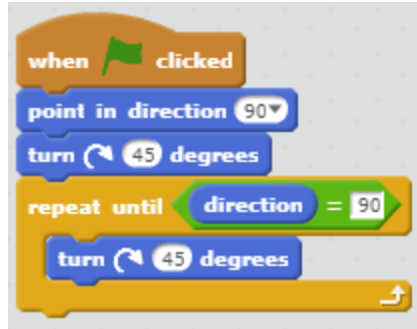 when clicked
point in direction 90
turn 45 degrees
repeat until direction = 90
turn 45 degrees